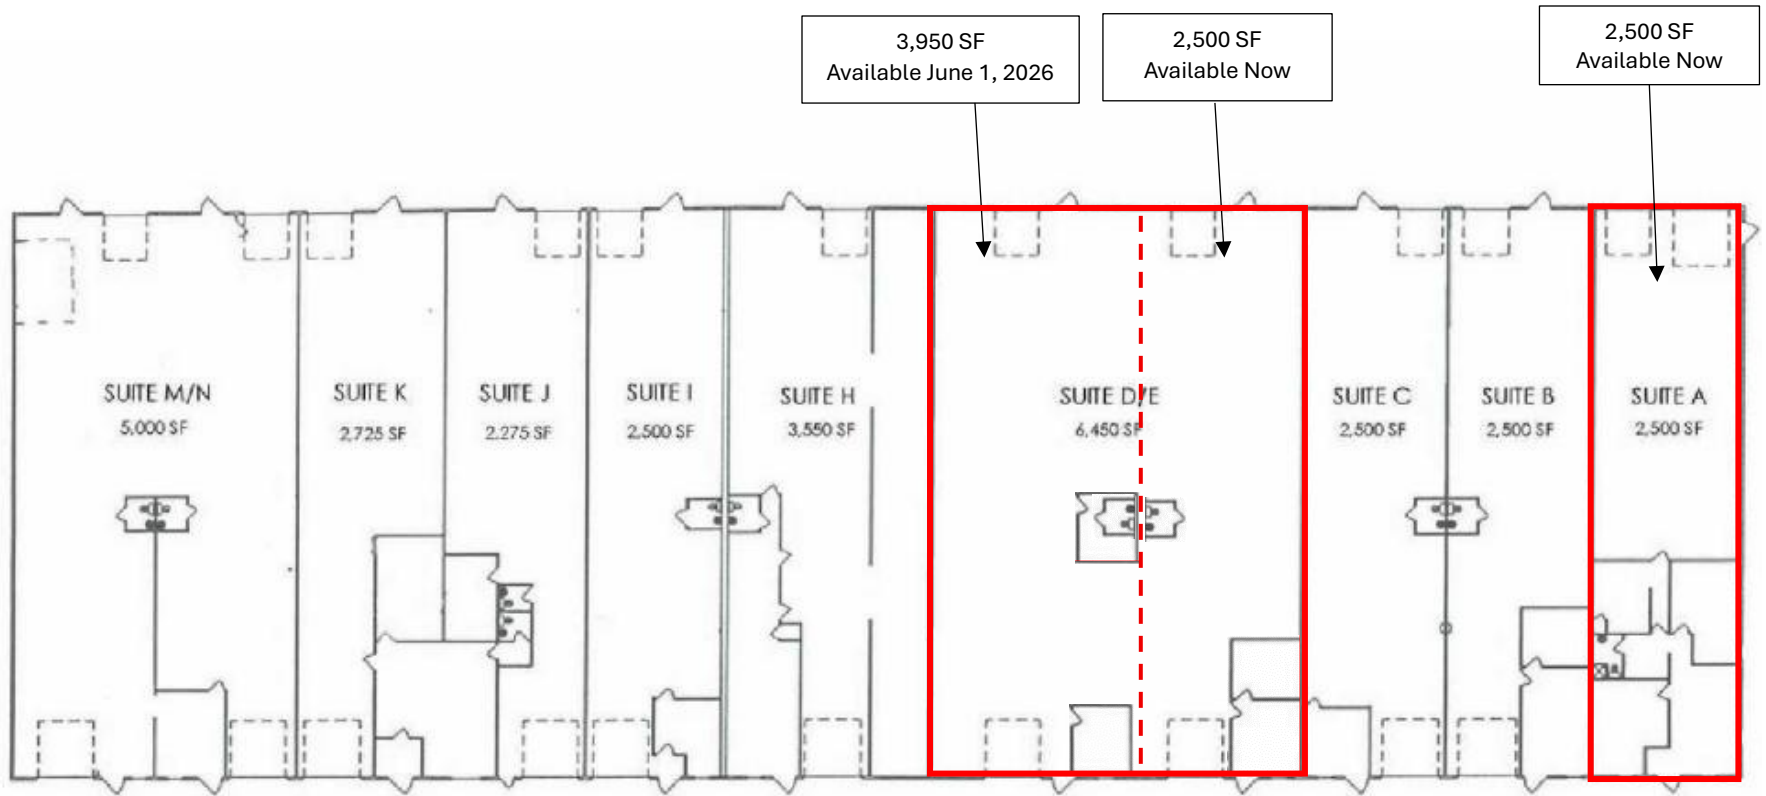 3,950 SF
Available June 1, 2026
2,500 SF
Available Now
2,500 SF
Available Now
SUITE M/N
5,000 SF
SUITE K
2,725 SF
SUITE J
2,275 SF
SUITE I
2,500 SF
SUITE H
3,550 SF
SUITE D/E
6,450 SF
SUITE C
2,500 SF
SUITE B
2,500 SF
SUITE A
2,500 SF